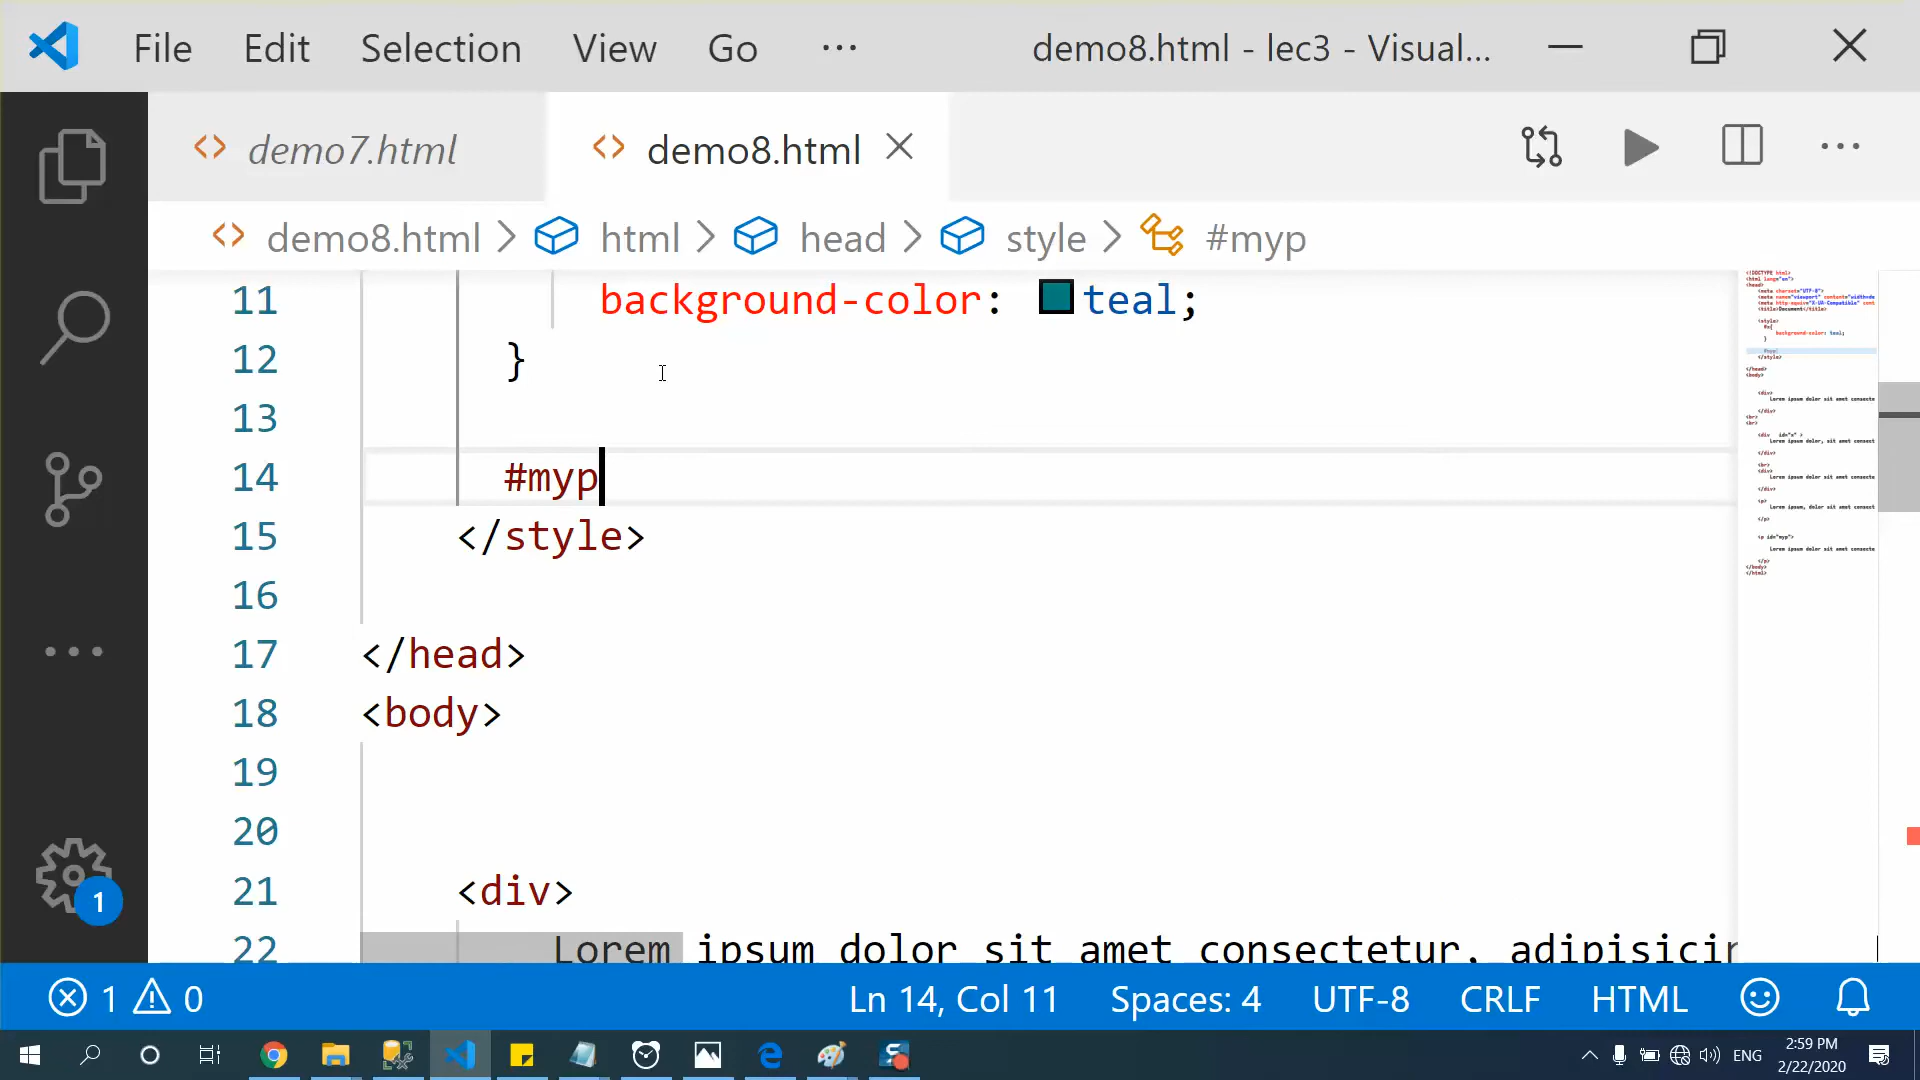 File Edit Selection View Go ··· demo8.html - lec3 - Visual...
demo7.html demo8.html
demo8.html > html > head > style > #myp
11 background-color: teal;
12 }
13
14 #myp
15 </style>
16
17 </head>
18 <body>
19
20
21 <div>
22 Lorem ipsum dolor sit amet consectetur, adipisicin
1
1 0 Ln 14, Col 11 Spaces: 4 UTF-8 CRLF HTML
ENG 2:59 PM
2/22/2020